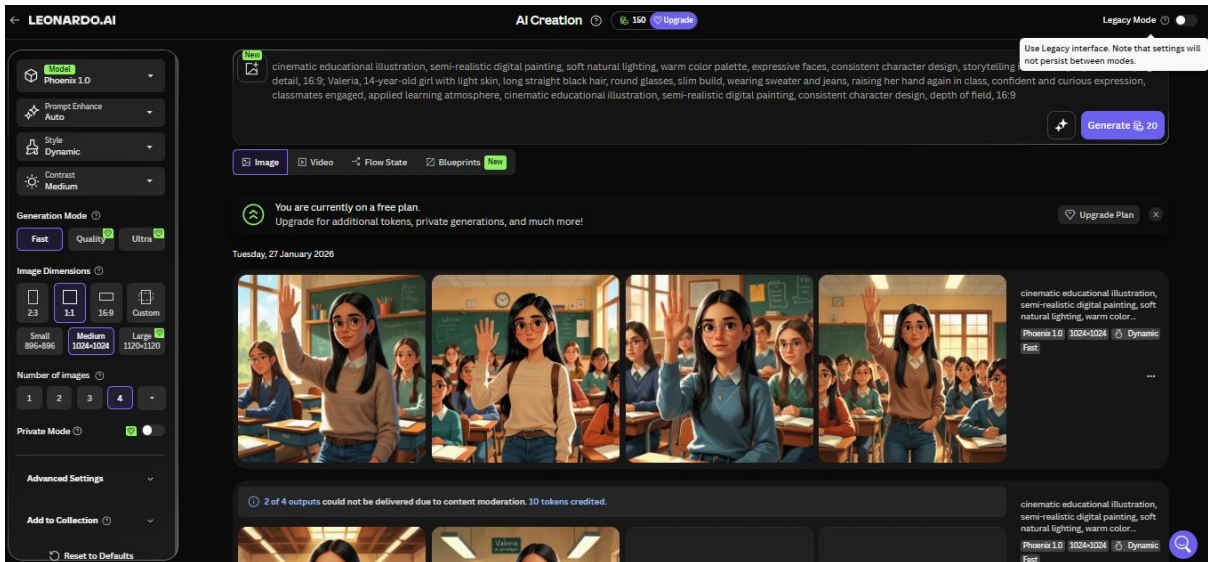 ← LEONARDO.AI
AI Creation
150
Upgrade
Legacy Mode
Use Legacy interface. Note that settings will
not persist between modes.
Model
Phoenix 1.0
Prompt Enhance
Auto
Style
Dynamic
Contrast
Medium
Generation Mode
Fast
Quality
Ultra
Image Dimensions
2:3
1:1
16:9
Custom
Small
896×896
Medium
1024×1024
Large
1120×1120
Number of images
1
2
3
4
Private Mode
Advanced Settings
Add to Collection
Reset to Defaults
New
cinematic educational illustration, semi-realistic digital painting, soft natural lighting, warm color palette, expressive faces, consistent character design, storytelling
detail, 16:9; Valeria, 14-year-old girl with light skin, long straight black hair, round glasses, slim build, wearing sweater and jeans, raising her hand again in class, confident and curious expression,
classmates engaged, applied learning atmosphere, cinematic educational illustration, semi-realistic digital painting, consistent character design, depth of field, 16:9
Generate 20
Image
Video
Flow State
Blueprints
New
You are currently on a free plan.
Upgrade for additional tokens, private generations, and much more!
Upgrade Plan
Tuesday, 27 January 2026
cinematic educational illustration,
semi-realistic digital painting, soft
natural lighting, warm color...
Phoenix 1.0
1024×1024
Dynamic
Fast
2 of 4 outputs could not be delivered due to content moderation. 10 tokens credited.
Valeria
cinematic educational illustration,
semi-realistic digital painting, soft
natural lighting, warm color...
Phoenix 1.0
1024×1024
Dynamic
Fast